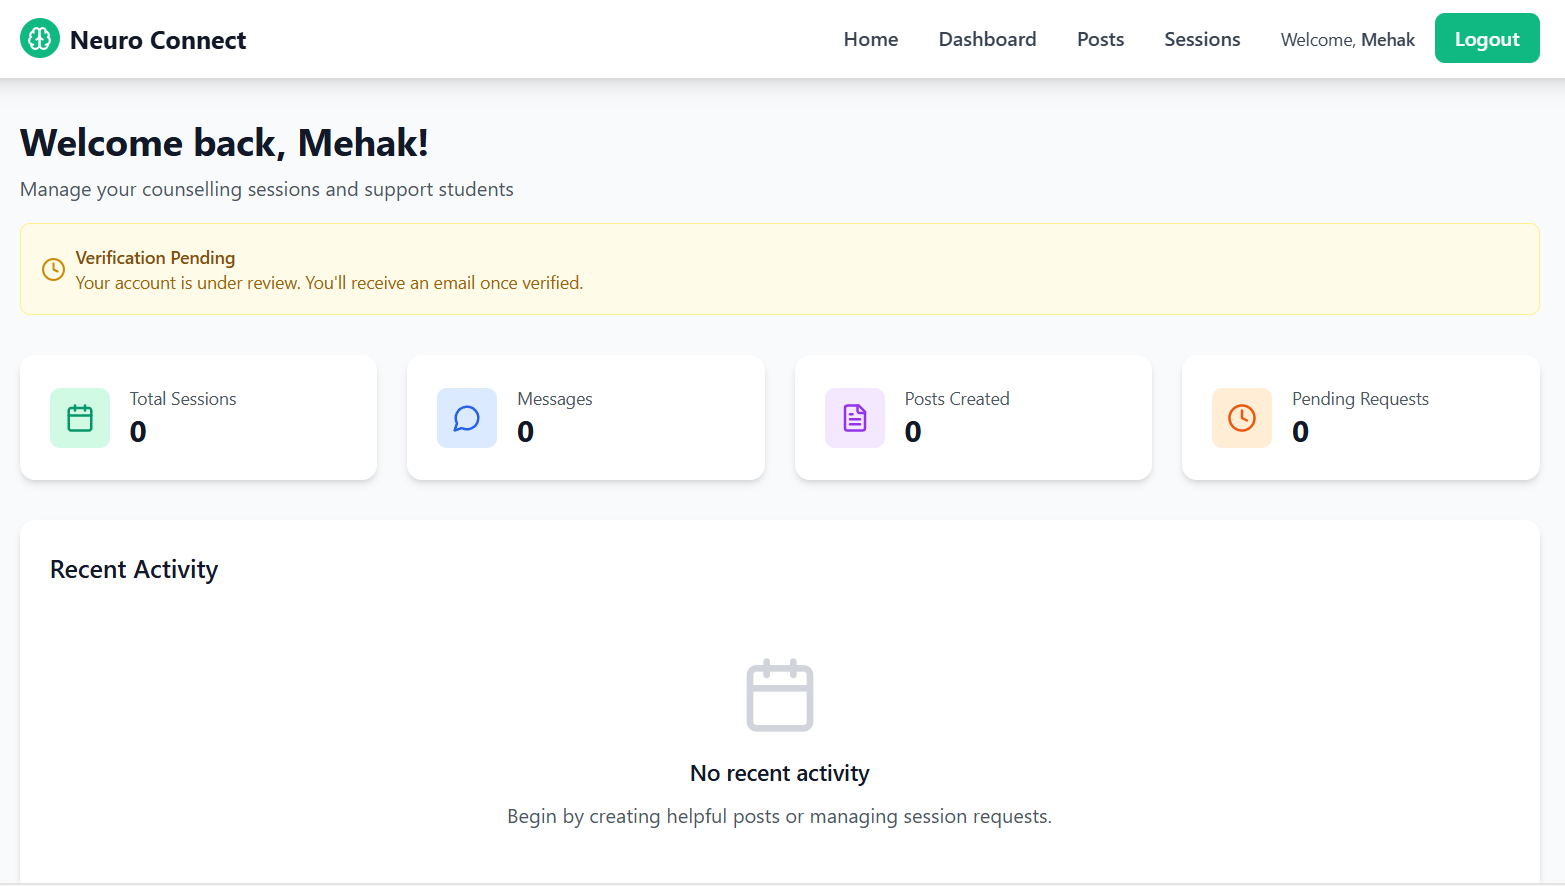 Neuro Connect
Home
Dashboard
Posts
Sessions
Welcome, Mehak
Logout
Welcome back, Mehak!
Manage your counselling sessions and support students
Verification Pending
Your account is under review. You'll receive an email once verified.
Total Sessions
0
Messages
0
Posts Created
0
Pending Requests
0
Recent Activity
No recent activity
Begin by creating helpful posts or managing session requests.